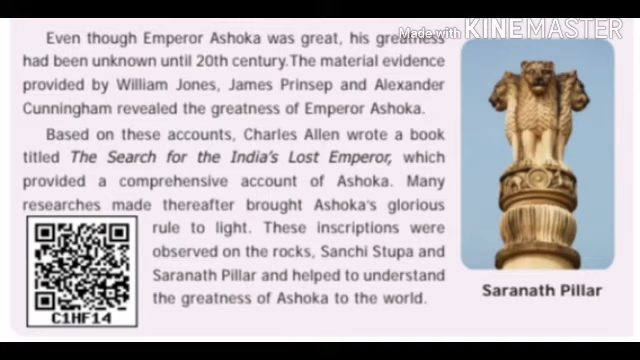 Made with KINEMASTER
Even though Emperor Ashoka was great, his greatness
had been unknown until 20th century.The material evidence
provided by William Jones, James Prinsep and Alexander
Cunningham revealed the greatness of Emperor Ashoka.
Based on these accounts, Charles Allen wrote a book
titled The Search for the India's Lost Emperor, which
provided a comprehensive account of Ashoka. Many
researches made thereafter brought Ashoka's glorious
rule to light. These inscriptions were
observed on the rocks, Sanchi Stupa and
Saranath Pillar and helped to understand
the greatness of Ashoka to the world.
C1HF14
Saranath Pillar